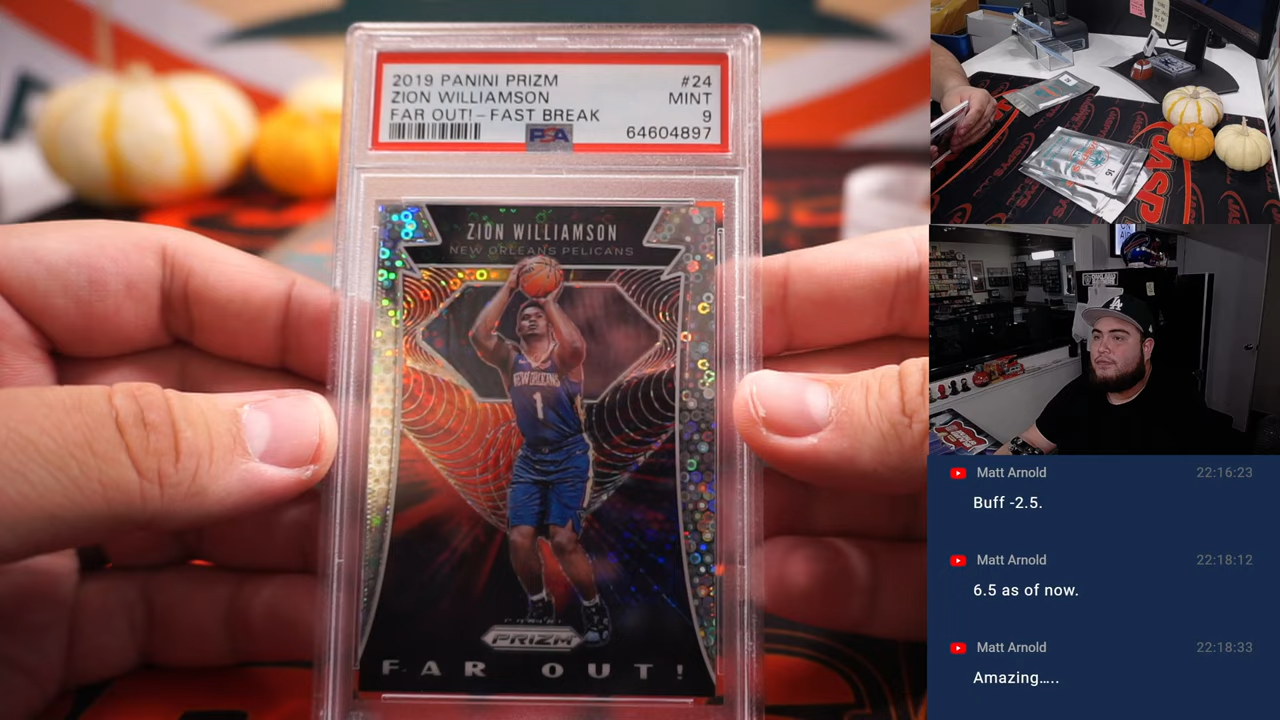 2019 PANINI PRIZM #24
ZION WILLIAMSON MINT
FAR OUT! - FAST BREAK 9
PSA 64604897
ZION WILLIAMSON
NEW ORLEANS PELICANS
NEW ORLEANS
1
PRIZM
FAR OUT!
JASP
LA
Matt Arnold 22:16:23
Buff -2.5.
Matt Arnold 22:18:12
6.5 as of now.
Matt Arnold 22:18:33
Amazing.....